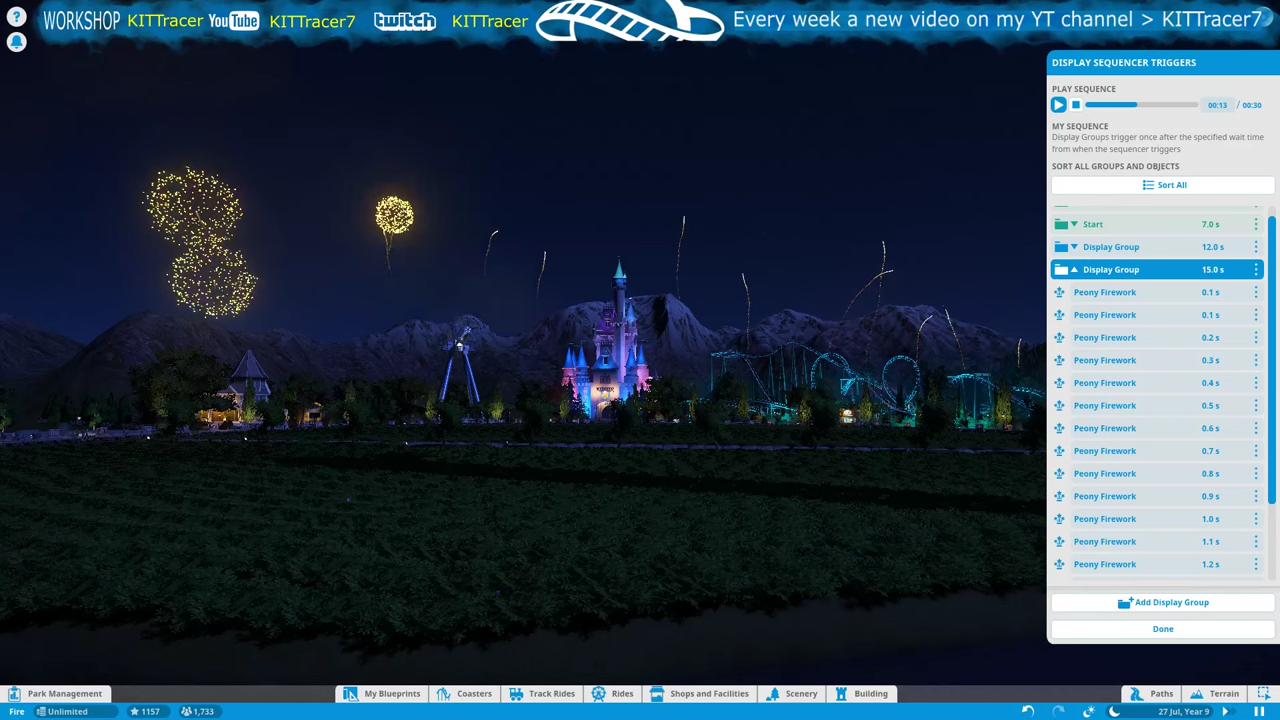 WORKSHOP KITTracer YouTube KITTracer7 twitch KITTracer Every week a new video on my YT channel > KITTracer7
DISPLAY SEQUENCER TRIGGERS
PLAY SEQUENCE
00:13 / 00:30
MY SEQUENCE
Display Groups trigger once after the specified wait time
from when the sequencer triggers
SORT ALL GROUPS AND OBJECTS
Sort All
Start 7.0 s
Display Group 12.0 s
Display Group 15.0 s
Peony Firework 0.1 s
Peony Firework 0.1 s
Peony Firework 0.2 s
Peony Firework 0.3 s
Peony Firework 0.4 s
Peony Firework 0.5 s
Peony Firework 0.6 s
Peony Firework 0.7 s
Peony Firework 0.8 s
Peony Firework 0.9 s
Peony Firework 1.0 s
Peony Firework 1.1 s
Peony Firework 1.2 s
Add Display Group
Done
Park Management My Blueprints Coasters Track Rides Rides Shops and Facilities Scenery Building Paths Terrain
Fire Unlimited 1157 1,733 27 Jul, Year 9